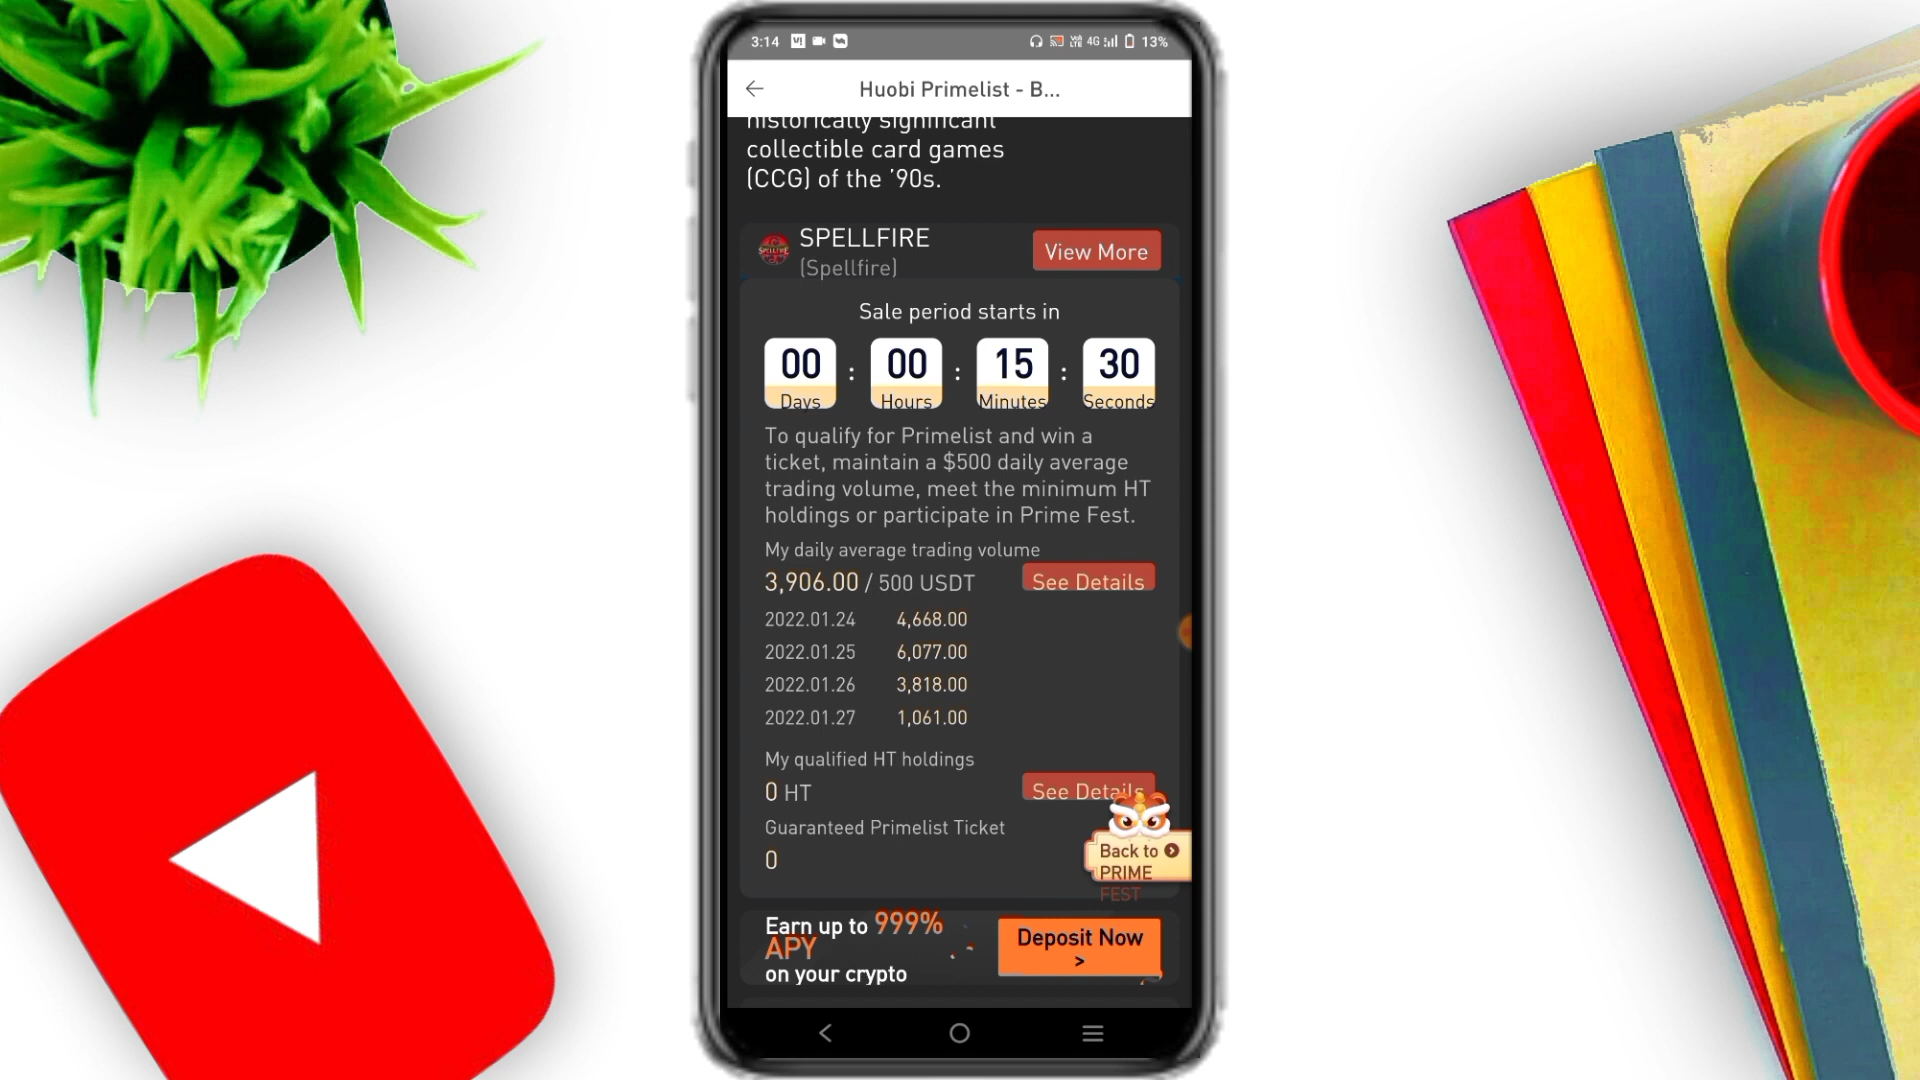 3:14 VoLTE 4G 13%
Huobi Primelist - B...
historically significant
collectible card games
(CCG) of the '90s.
SPELLFIRE
(Spellfire)
View More
Sale period starts in
00 : 00 : 15 : 30
Days Hours Minutes Seconds
To qualify for Primelist and win a
ticket, maintain a $500 daily average
trading volume, meet the minimum HT
holdings or participate in Prime Fest.
My daily average trading volume
3,906.00 / 500 USDT See Details
2022.01.24 4,668.00
2022.01.25 6,077.00
2022.01.26 3,818.00
2022.01.27 1,061.00
My qualified HT holdings
0 HT See Details
Guaranteed Primelist Ticket
0
Back to
PRIME
FEST
Earn up to 999%
APY
on your crypto
Deposit Now
>